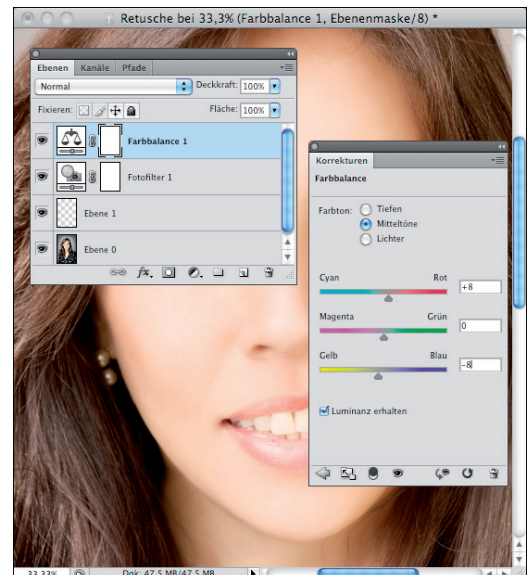 Retusche bei 33,3% (Farbbalance 1, Ebenenmaske/8) *
Ebenen Kanäle Pfade
Normal Deckkraft: 100%
Fixieren: Fläche: 100%
Farbbalance 1
Fotofilter 1
Ebene 1
Ebene 0
fx.
Korrekturen
Farbbalance
Farbton: Tiefen
Mitteltöne
Lichter
Cyan Rot +8
Magenta Grün 0
Gelb Blau -8
Luminanz erhalten
33,33% Dok: 47,5 MB/47,5 MB